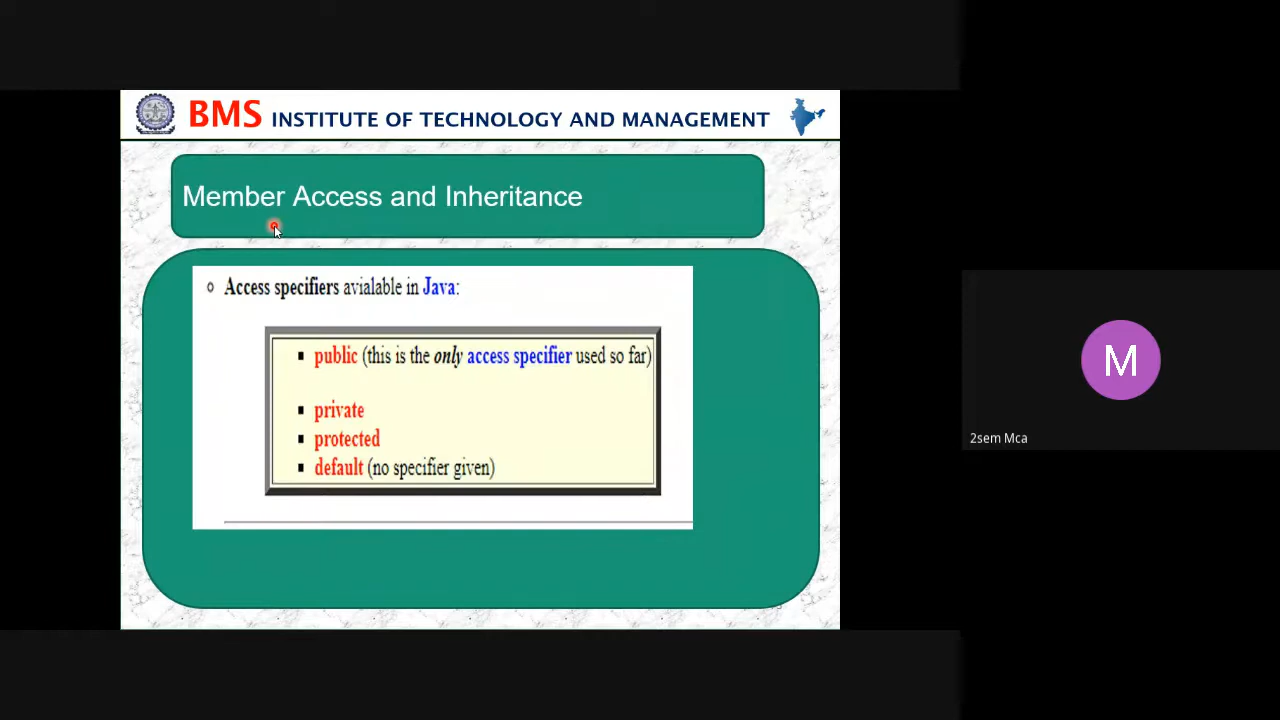 BMS INSTITUTE OF TECHNOLOGY AND MANAGEMENT
Member Access and Inheritance
Access specifiers avialable in Java:
public (this is the only access specifier used so far)
private
protected
default (no specifier given)
M
2sem Mca